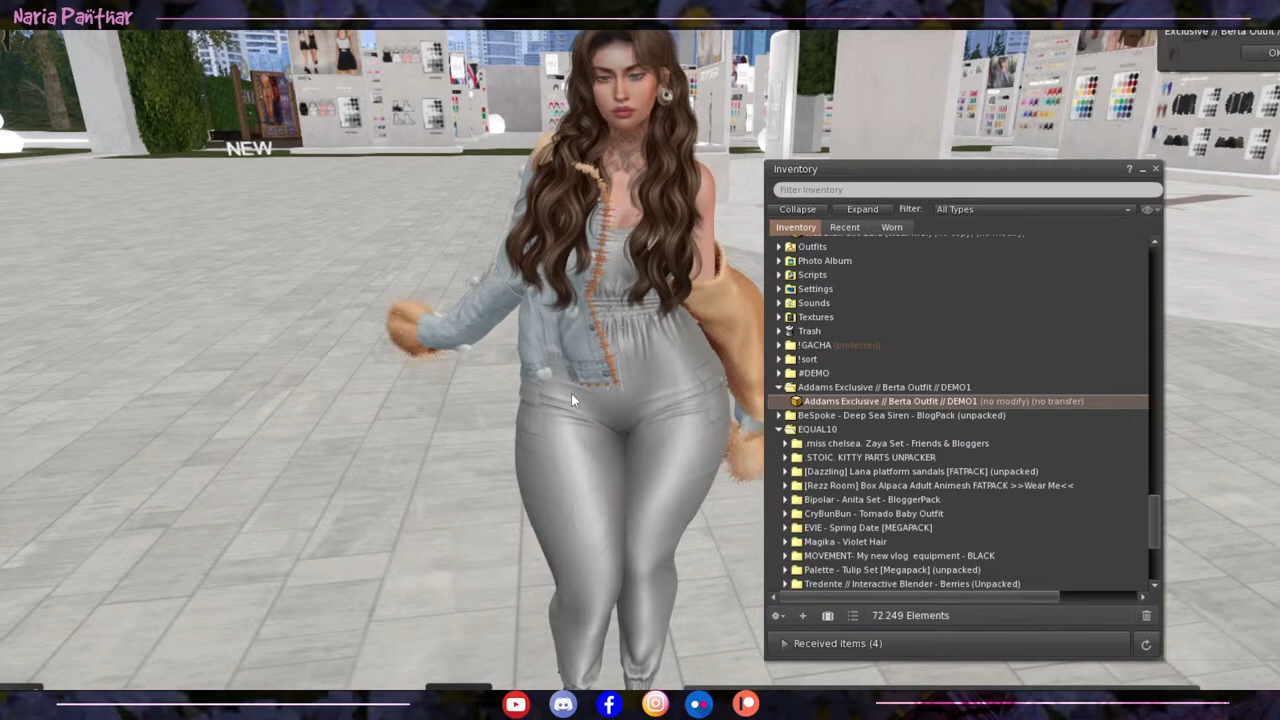 Naria Panthar
Exclusive // Berta Outfit /
NEW
Inventory
?
Filter Inventory
Collapse
Expand
Filter:
All Types
Inventory
Recent
Worn
Outfits
Photo Album
Scripts
Settings
Sounds
Textures
Trash
!GACHA (protected)
!sort
#DEMO
Addams Exclusive // Berta Outfit // DEMO1
Addams Exclusive // Berta Outfit // DEMO1 (no modify) (no transfer)
BeSpoke - Deep Sea Siren - BlogPack (unpacked)
EQUAL10
.miss chelsea. Zaya Set - Friends & Bloggers
.STOIC. KITTY PARTS UNPACKER
[Dazzling] Lana platform sandals [FATPACK] (unpacked)
[Rezz Room] Box Alpaca Adult Animesh FATPACK >>Wear Me<<
Bipolar - Anita Set - BloggerPack
CryBunBun - Tornado Baby Outfit
EVIE - Spring Date [MEGAPACK]
Magika - Violet Hair
MOVEMENT- My new vlog  equipment - BLACK
Palette - Tulip Set [Megapack] (unpacked)
Tredente // Interactive Blender - Berries (Unpacked)
72.249 Elements
Received items (4)